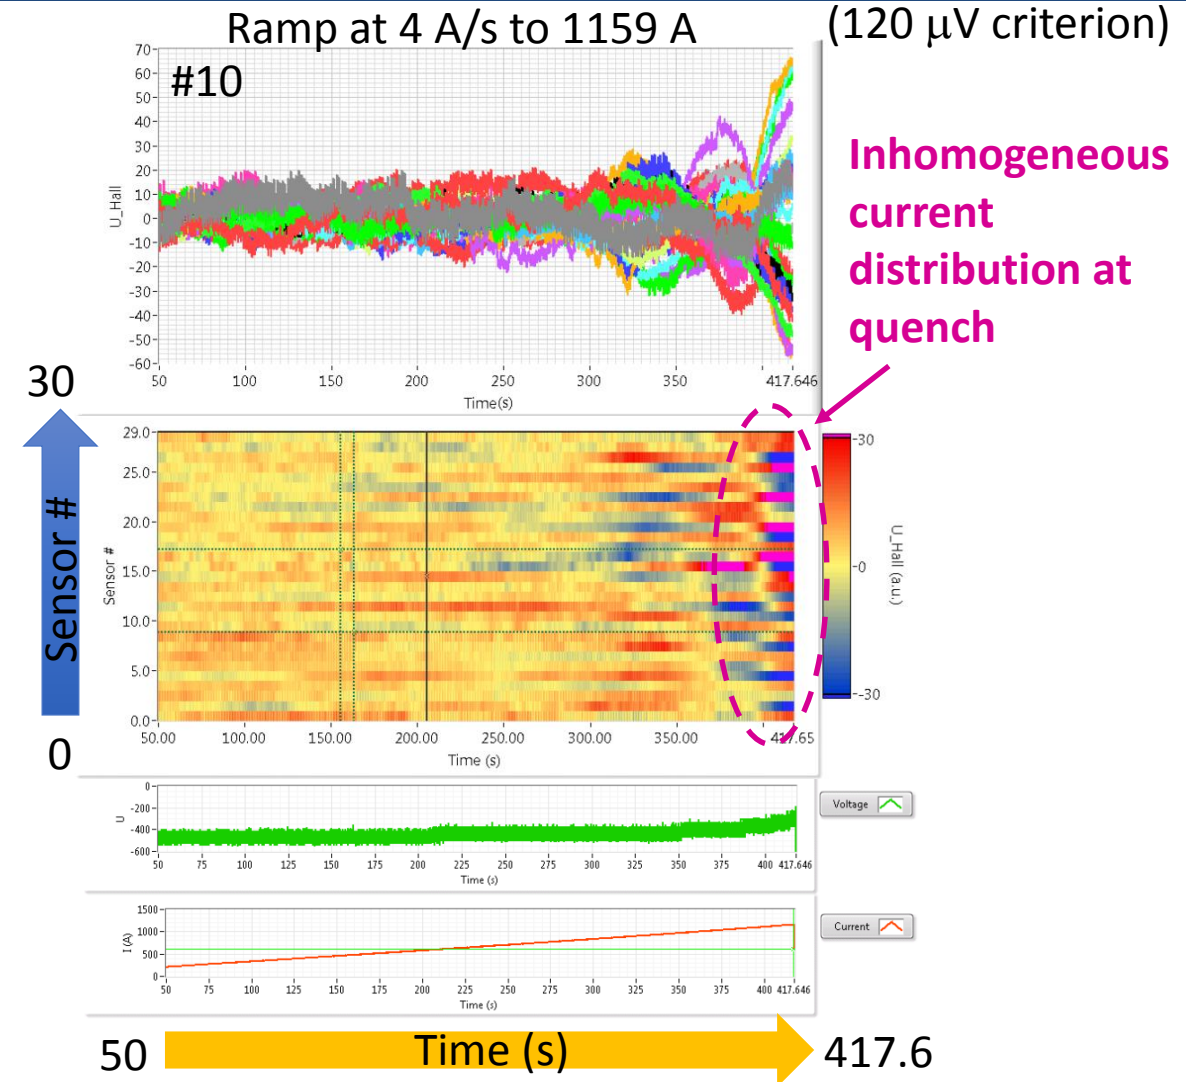 Ramp at 4 A/s to 1159 A
(120 μV criterion)
#10
70
60
50
40
30
20
10
0
-10
-20
-30
-40
-50
-60
U_Hall
50 100 150 200 250 300 350 417.646
Time(s)
Inhomogeneous
current
distribution at
quench
30
Sensor #
0
29.0
25.0
20.0
15.0
10.0
5.0
0.0
Sensor #
50.00 100.00 150.00 200.00 250.00 300.00 350.00 417.65
Time (s)
30
-0
--30
U_Hall (a.u.)
0
-200
-400
-600
U
50 75 100 125 150 175 200 225 250 275 300 325 350 375 400 417.646
Time (s)
Voltage
1500
1000
500
0
I (A)
50 75 100 125 150 175 200 225 250 275 300 325 350 375 400 417.646
Time (s)
Current
50
Time (s)
417.6